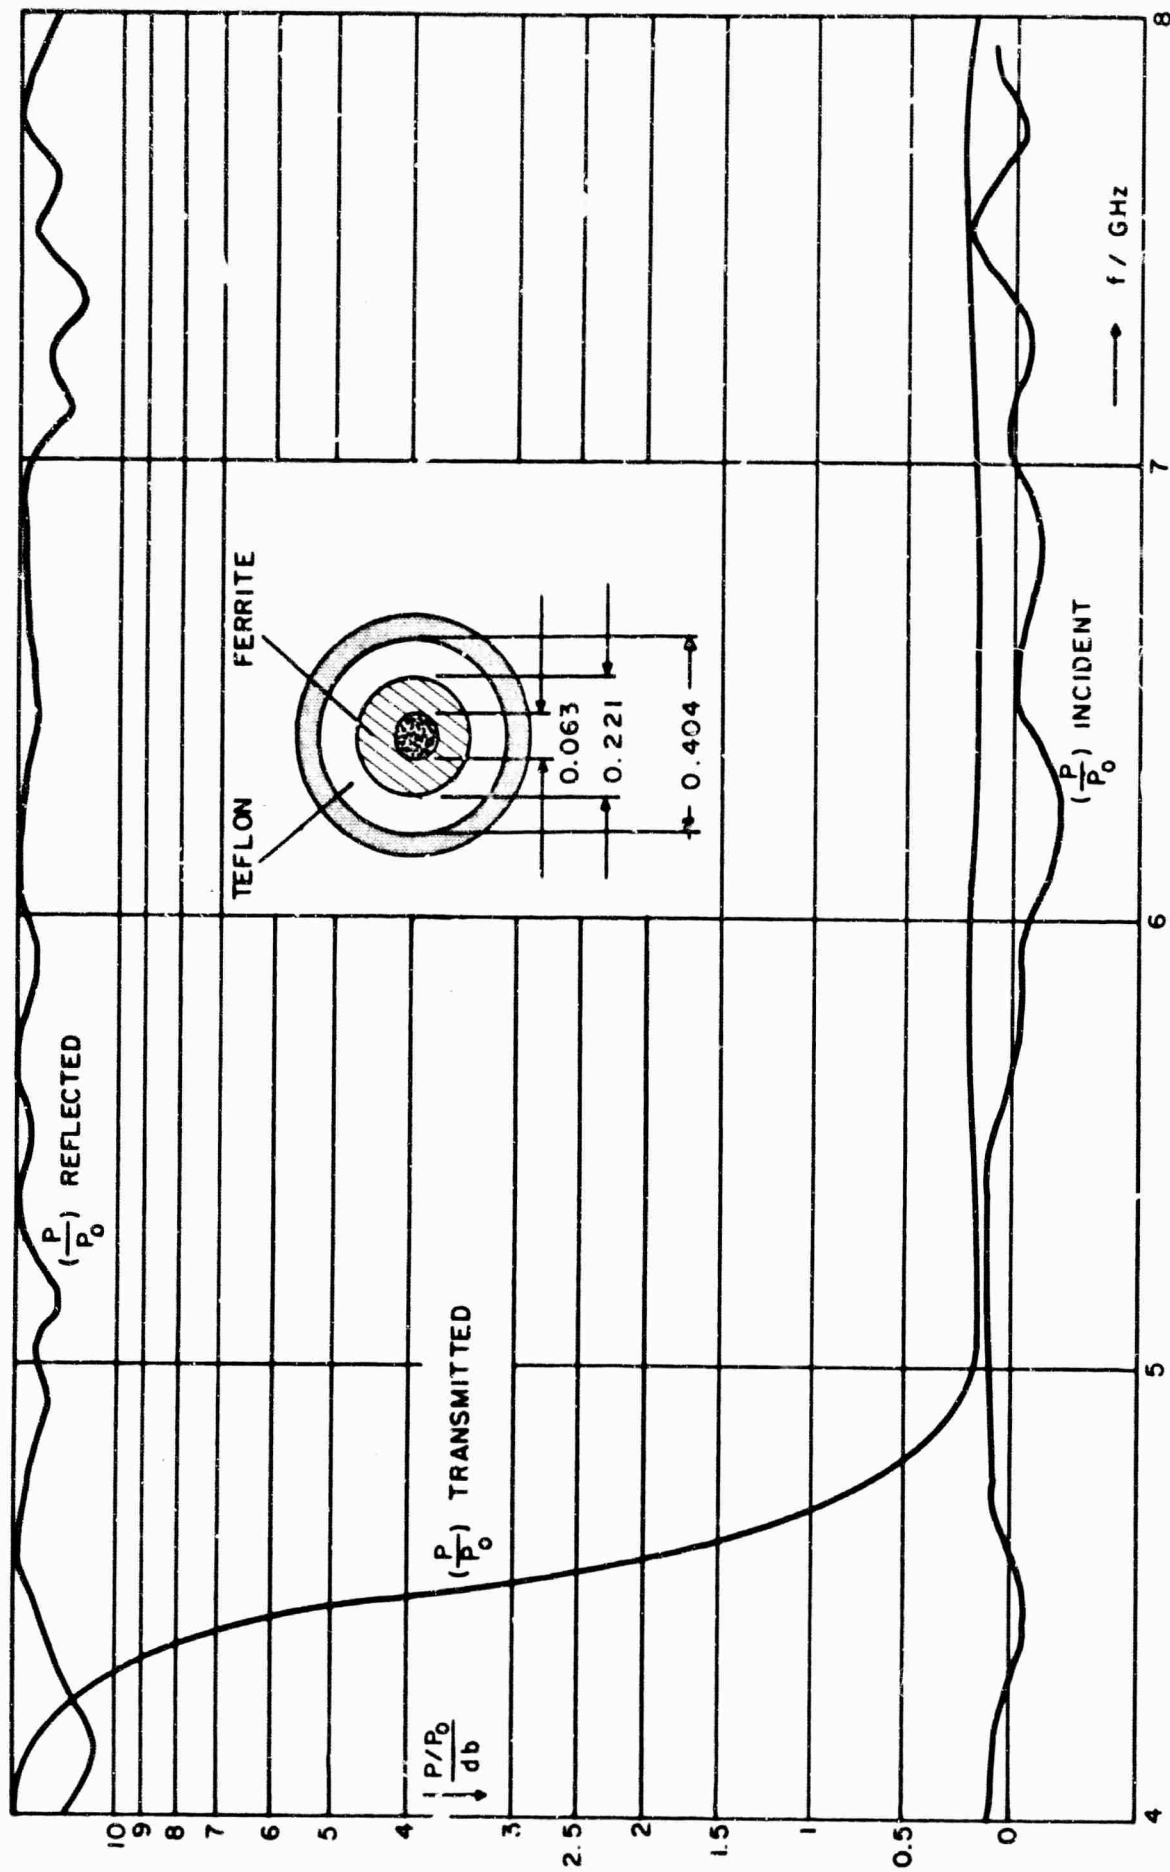 (P/P₀) REFLECTED
TEFLON
FERRITE
0.063
0.221
0.404
(P/P₀) TRANSMITTED
P/P₀
db
10
9
8
7
6
5
4
3
2.5
2
1.5
1
0.5
0
(P/P₀) INCIDENT
f / GHz
4
5
6
7
8